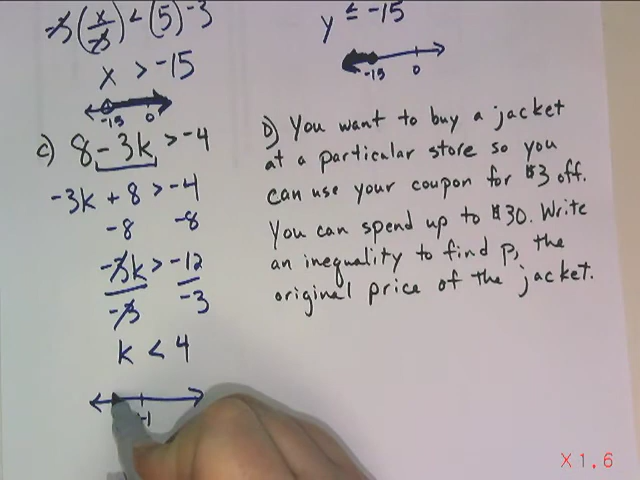 -3(x/-3) < (5)-3
x > -15
-15 0
y ≤ -15
-15 0
c) 8 - 3k > -4
-3k + 8 > -4
-8 -8
-3k > -12
-3 -3
k < 4
-1
D) You want to buy a jacket
at a particular store so you
can use your coupon for $3 off.
You can spend up to $30. Write
an inequality to find p, the
original price of the jacket.
X1.6